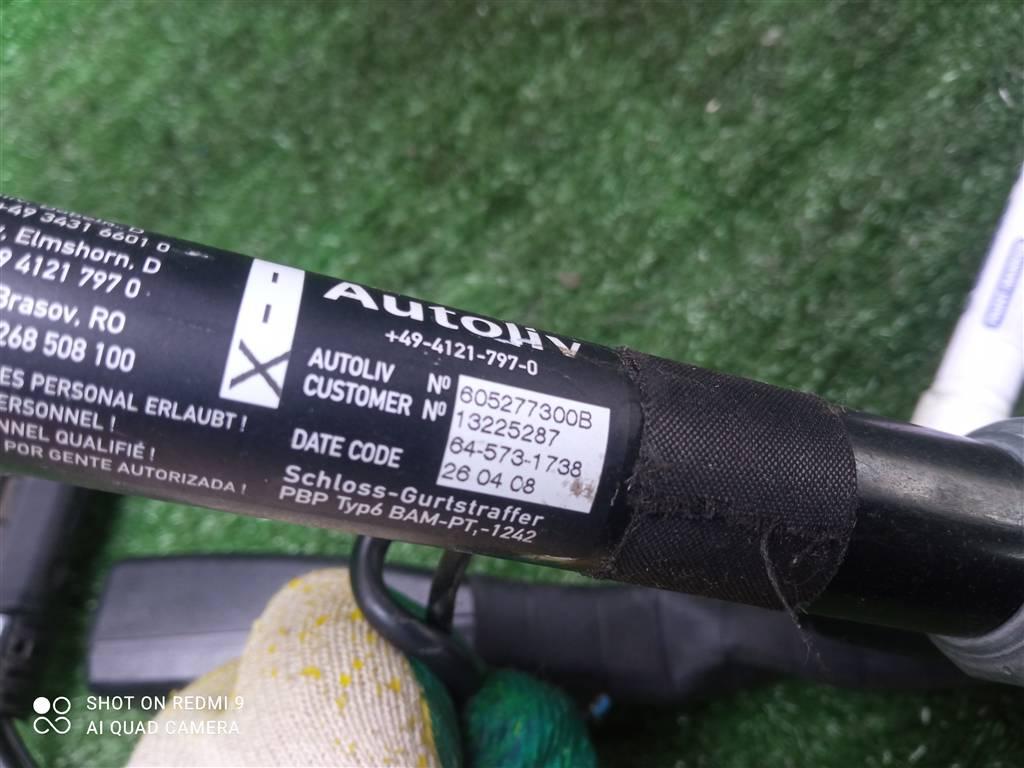 +49 3431 6601 0
, Elmshorn, D
9 4121 797 0
Brasov, RO
268 508 100
ES PERSONAL ERLAUBT !
PERSONNEL !
NNEL QUALIFIÉ !
POR GENTE AUTORIZADA !
Autoliv
+49-4121-797-0
AUTOLIV Nº 605277300B
CUSTOMER Nº 13225287
64-573-1738
DATE CODE 26 04 08
Schloss-Gurtstraffer
PBP Typ6 BAM-PT,-1242
SHOT ON REDMI 9
AI QUAD CAMERA